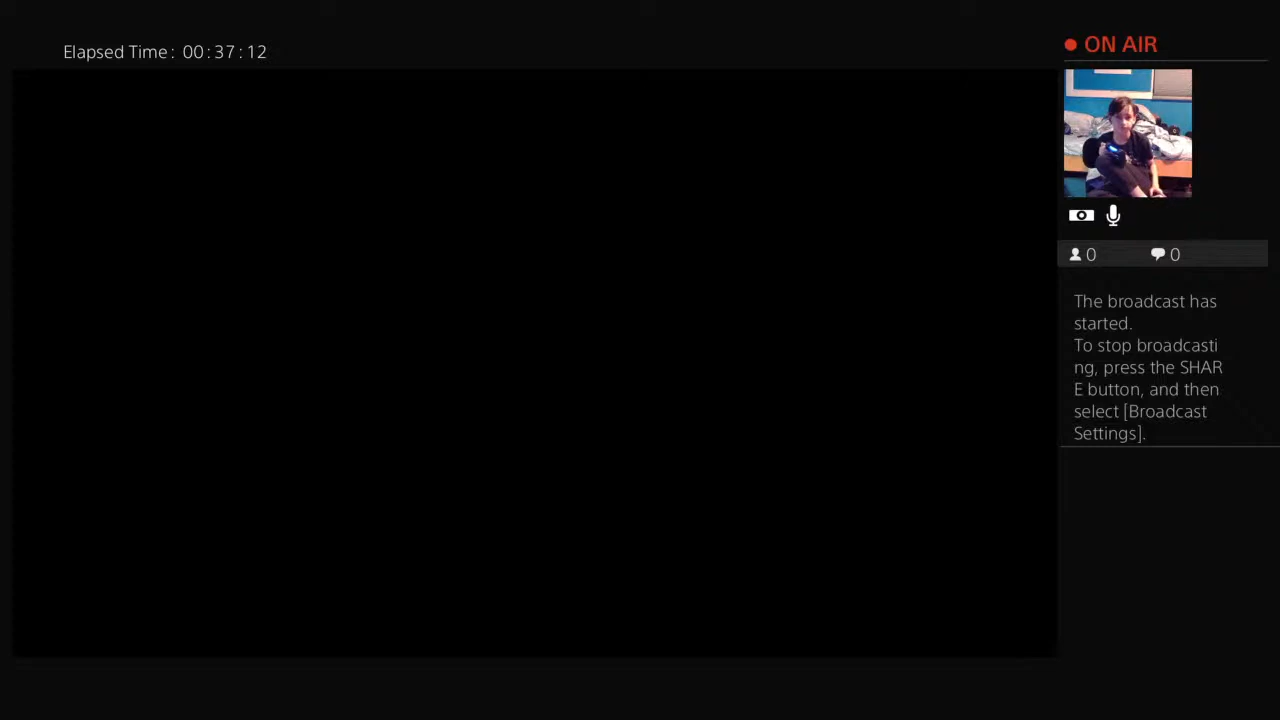 Elapsed Time: 00:37:12
ON AIR
0 0
The broadcast has
started.
To stop broadcasti
ng, press the SHAR
E button, and then
select [Broadcast
Settings].